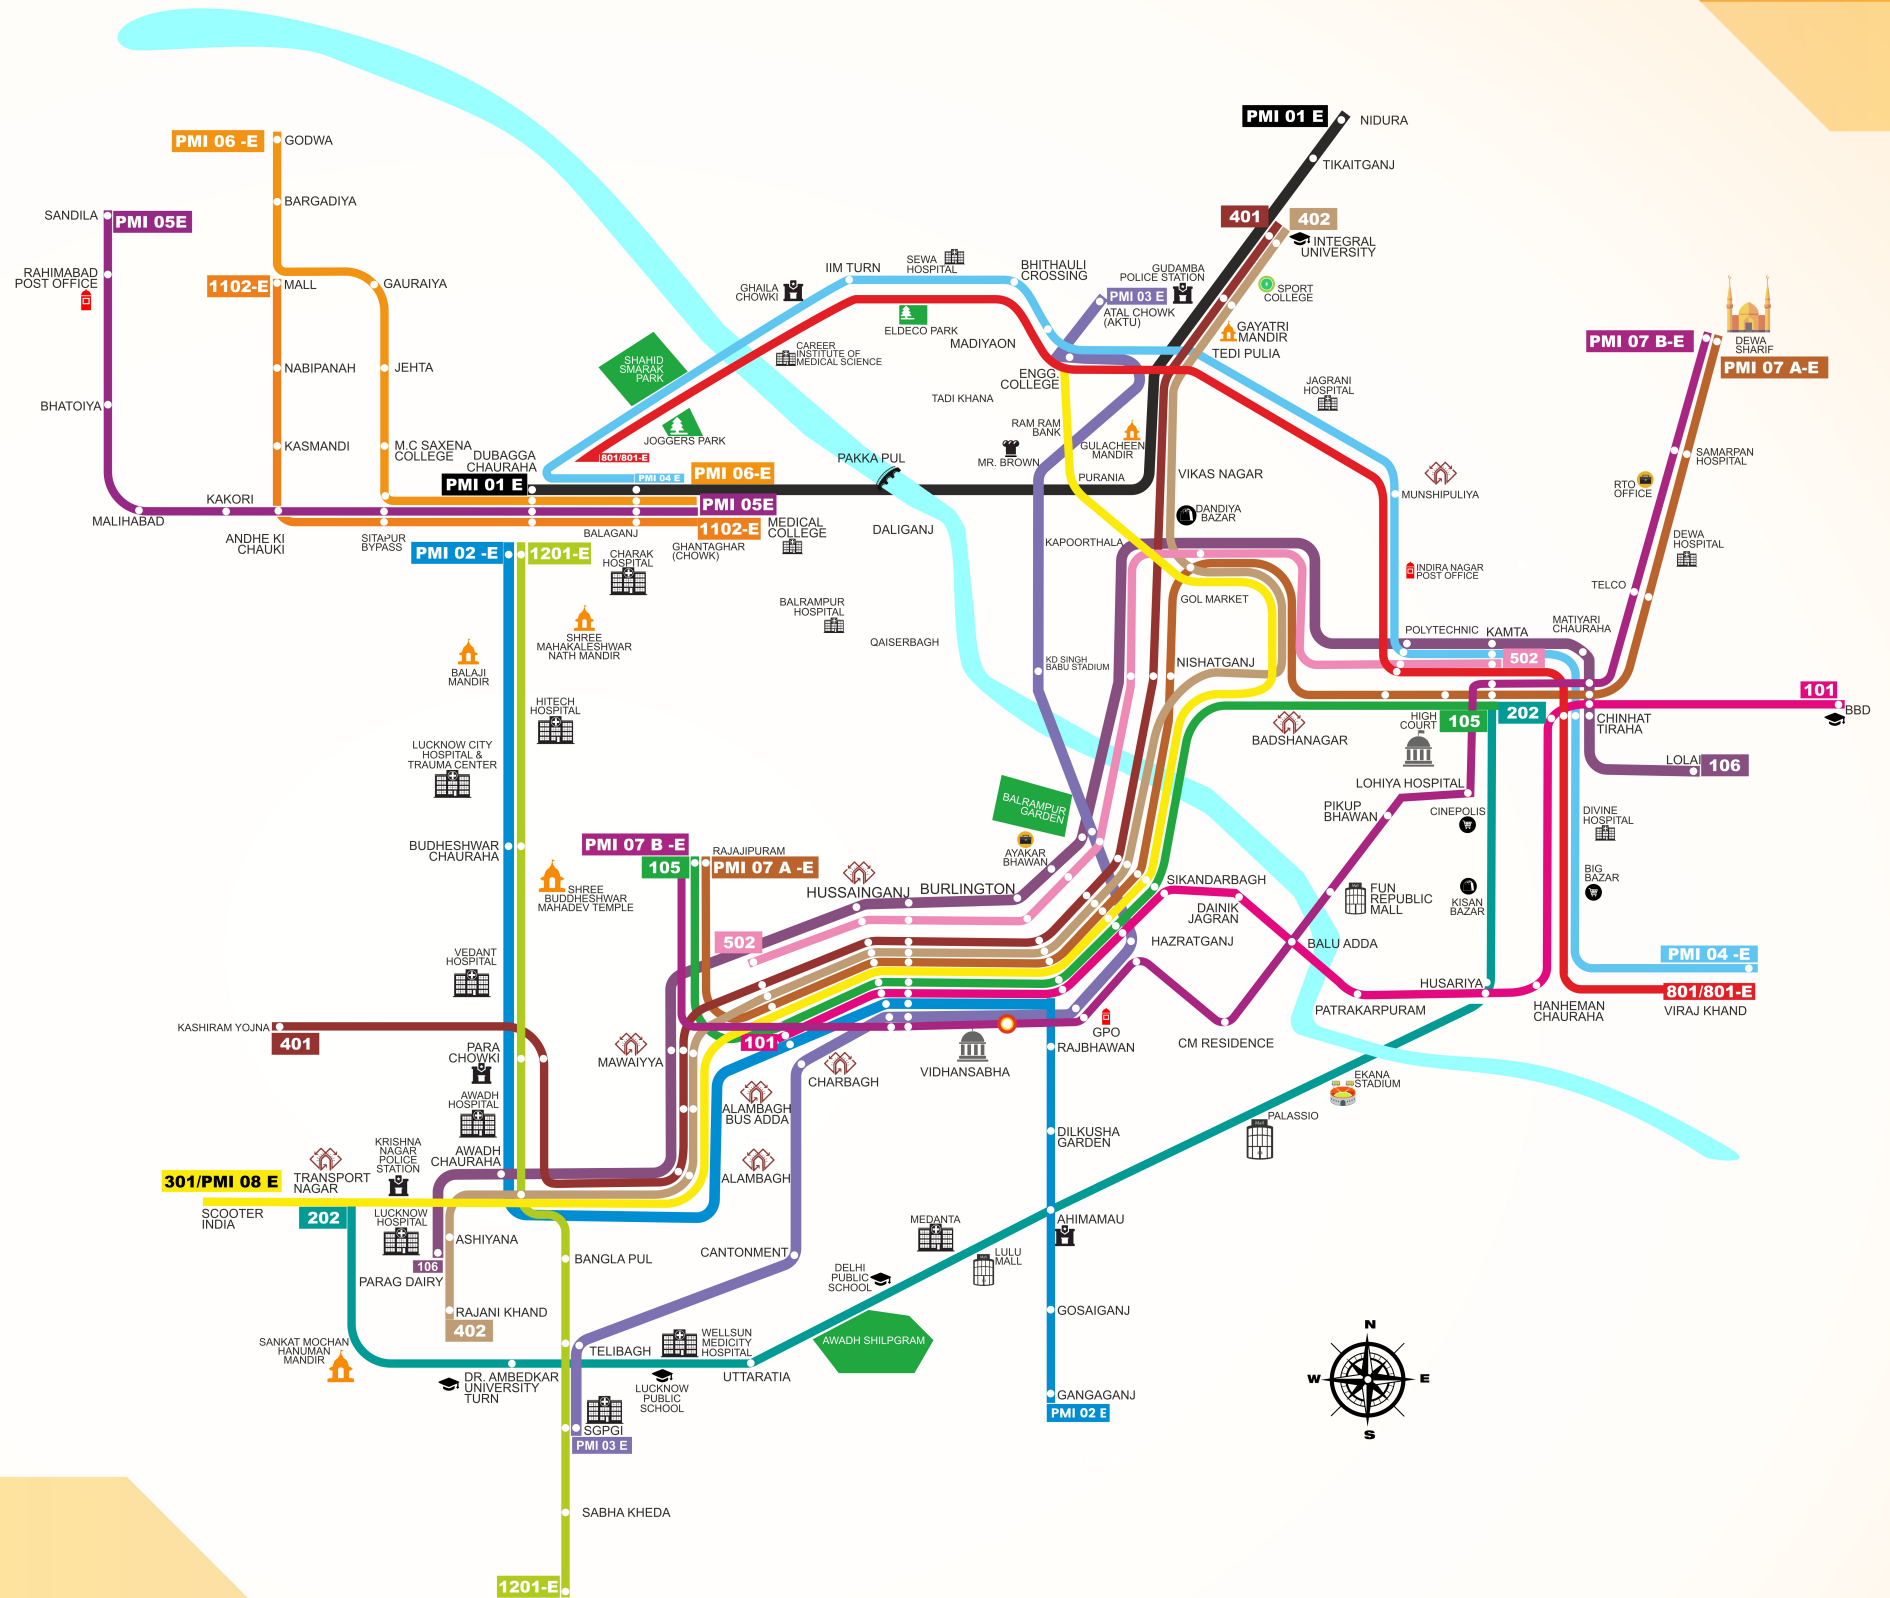 PMI 01 E
NIDURA
PMI 06 -E
GODWA
TIKAITGANJ
BARGADIYA
SANDILA
PMI 05E
401
402
INTEGRAL
UNIVERSITY
RAHIMABAD
POST OFFICE
1102-E
MALL
GAURAIYA
IIM TURN
SEWA
HOSPITAL
BHITHAULI
CROSSING
GUDAMBA
POLICE STATION
SPORT
COLLEGE
GHAILA
CHOWKI
PMI 03 E
ATAL CHOWK
(AKTU)
ELDECO PARK
MADIYAON
GAYATRI
MANDIR
TEDI PULIA
PMI 07 B-E
DEWA
SHARIF
PMI 07 A-E
CAREER
INSTITUTE OF
MEDICAL SCIENCE
SHAHID
SMARAK
PARK
NABIPANAH
JEHTA
ENGG.
COLLEGE
TADI KHANA
JAGRANI
HOSPITAL
BHATOIYA
JOGGERS PARK
RAM RAM
BANK
GULACHEEN
MANDIR
KASMANDI
M.C SAXENA
COLLEGE
DUBAGGA
CHAURAHA
801/801-E
PMI 04 E
PMI 06-E
PAKKA PUL
MR. BROWN
PURANIA
VIKAS NAGAR
SAMARPAN
HOSPITAL
RTO
OFFICE
MUNSHIPULIYA
PMI 01 E
PMI 05E
KAKORI
MALIHABAD
ANDHE KI
CHAUKI
SITAPUR
BYPASS
BALAGANJ
1102-E
MEDICAL
COLLEGE
GHANTAGHAR
(CHOWK)
DALIGANJ
DANDIYA
BAZAR
KAPOORTHALA
DEWA
HOSPITAL
PMI 02 -E
1201-E
CHARAK
HOSPITAL
INDIRA NAGAR
POST OFFICE
TELCO
BALRAMPUR
HOSPITAL
GOL MARKET
QAISERBAGH
SHREE
MAHAKALESHWAR
NATH MANDIR
POLYTECHNIC
KAMTA
MATIYARI
CHAURAHA
BALAJI
MANDIR
KD SINGH
BABU STADIUM
NISHATGANJ
502
101
BBD
HITECH
HOSPITAL
HIGH
COURT
105
202
CHINHAT
TIRAHA
BADSHANAGAR
LUCKNOW CITY
HOSPITAL &
TRAUMA CENTER
LOLAI
106
LOHIYA HOSPITAL
PIKUP
BHAWAN
CINEPOLIS
DIVINE
HOSPITAL
BALRAMPUR
GARDEN
BUDHESHWAR
CHAURAHA
PMI 07 B -E
RAJAJIPURAM
105
PMI 07 A -E
AYAKAR
BHAWAN
BIG
BAZAR
SHREE
BUDDHESHWAR
MAHADEV TEMPLE
HUSSAINGANJ
BURLINGTON
SIKANDARBAGH
DAINIK
JAGRAN
FUN
REPUBLIC
MALL
KISAN
BAZAR
502
HAZRATGANJ
BALU ADDA
VEDANT
HOSPITAL
PMI 04 -E
HUSARIYA
801/801-E
VIRAJ KHAND
HANHEMAN
CHAURAHA
PATRAKARPURAM
KASHIRAM YOJNA
401
PARA
CHOWKI
MAWAIYYA
101
CHARBAGH
VIDHANSABHA
GPO
RAJBHAWAN
CM RESIDENCE
AWADH
HOSPITAL
ALAMBAGH
BUS ADDA
EKANA
STADIUM
PALASSIO
KRISHNA
NAGAR
POLICE
STATION
AWADH
CHAURAHA
DILKUSHA
GARDEN
301/PMI 08 E
TRANSPORT
NAGAR
ALAMBAGH
SCOOTER
INDIA
202
LUCKNOW
HOSPITAL
ASHIYANA
MEDANTA
AHIMAMAU
106
PARAG DAIRY
BANGLA PUL
CANTONMENT
DELHI
PUBLIC
SCHOOL
LULU
MALL
RAJANI KHAND
402
GOSAIGANJ
SANKAT MOCHAN
HANUMAN
MANDIR
TELIBAGH
WELLSUN
MEDICITY
HOSPITAL
AWADH SHILPGRAM
DR. AMBEDKAR
UNIVERSITY
TURN
LUCKNOW
PUBLIC
SCHOOL
UTTARATIA
GANGAGANJ
PMI 02 E
SGPGI
PMI 03 E
N
W
E
S
SABHA KHEDA
1201-E